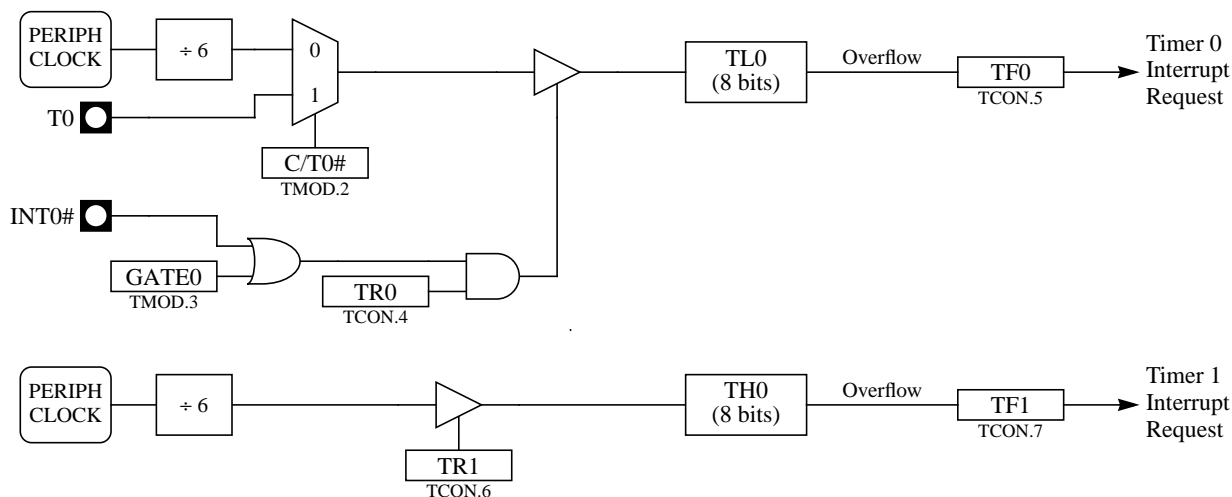 PERIPH
CLOCK
÷ 6
0
1
T0
C/T0#
TMOD.2
TL0
(8 bits)
Overflow
TF0
TCON.5
Timer 0
Interrupt
Request
INT0#
GATE0
TMOD.3
TR0
TCON.4
PERIPH
CLOCK
÷ 6
TR1
TCON.6
TH0
(8 bits)
Overflow
TF1
TCON.7
Timer 1
Interrupt
Request